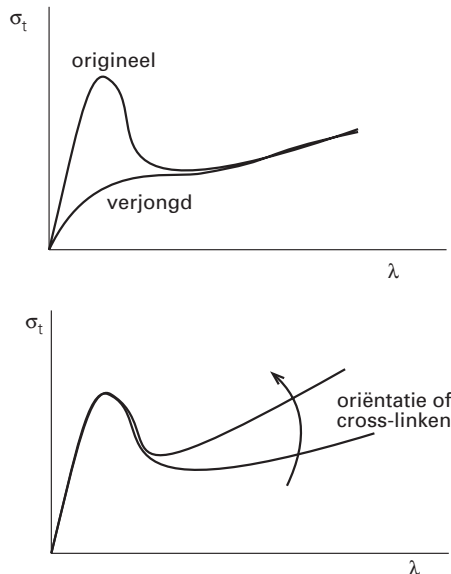 σt
origineel
verjongd
λ
σt
oriëntatie of
cross-linken
λ